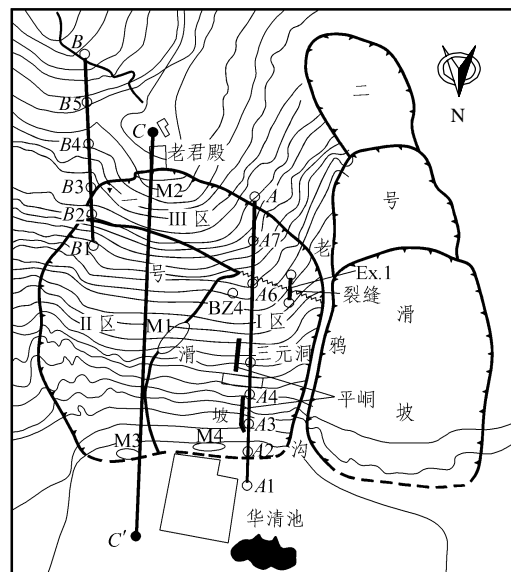 B
B5
C
N
二
B4
老君殿
B3
M2
一
A
号
B2
III 区
A7
老
B1
号
Ex.1
A6
裂缝
BZ4
II 区
M1
I 区
滑
滑
三元洞
鸦
A4
平峒
坡
坡
A3
M3
M4
A2
沟
A1
华清池
C′